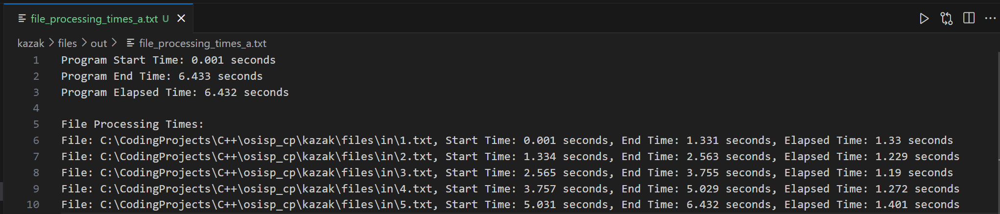 file_processing_times_a.txt U
kazak > files > out > file_processing_times_a.txt
1 Program Start Time: 0.001 seconds
2 Program End Time: 6.433 seconds
3 Program Elapsed Time: 6.432 seconds
4
5 File Processing Times:
6 File: C:\CodingProjects\C++\osisp_cp\kazak\files\in\1.txt, Start Time: 0.001 seconds, End Time: 1.331 seconds, Elapsed Time: 1.33 seconds
7 File: C:\CodingProjects\C++\osisp_cp\kazak\files\in\2.txt, Start Time: 1.334 seconds, End Time: 2.563 seconds, Elapsed Time: 1.229 seconds
8 File: C:\CodingProjects\C++\osisp_cp\kazak\files\in\3.txt, Start Time: 2.565 seconds, End Time: 3.755 seconds, Elapsed Time: 1.19 seconds
9 File: C:\CodingProjects\C++\osisp_cp\kazak\files\in\4.txt, Start Time: 3.757 seconds, End Time: 5.029 seconds, Elapsed Time: 1.272 seconds
10 File: C:\CodingProjects\C++\osisp_cp\kazak\files\in\5.txt, Start Time: 5.031 seconds, End Time: 6.432 seconds, Elapsed Time: 1.401 seconds